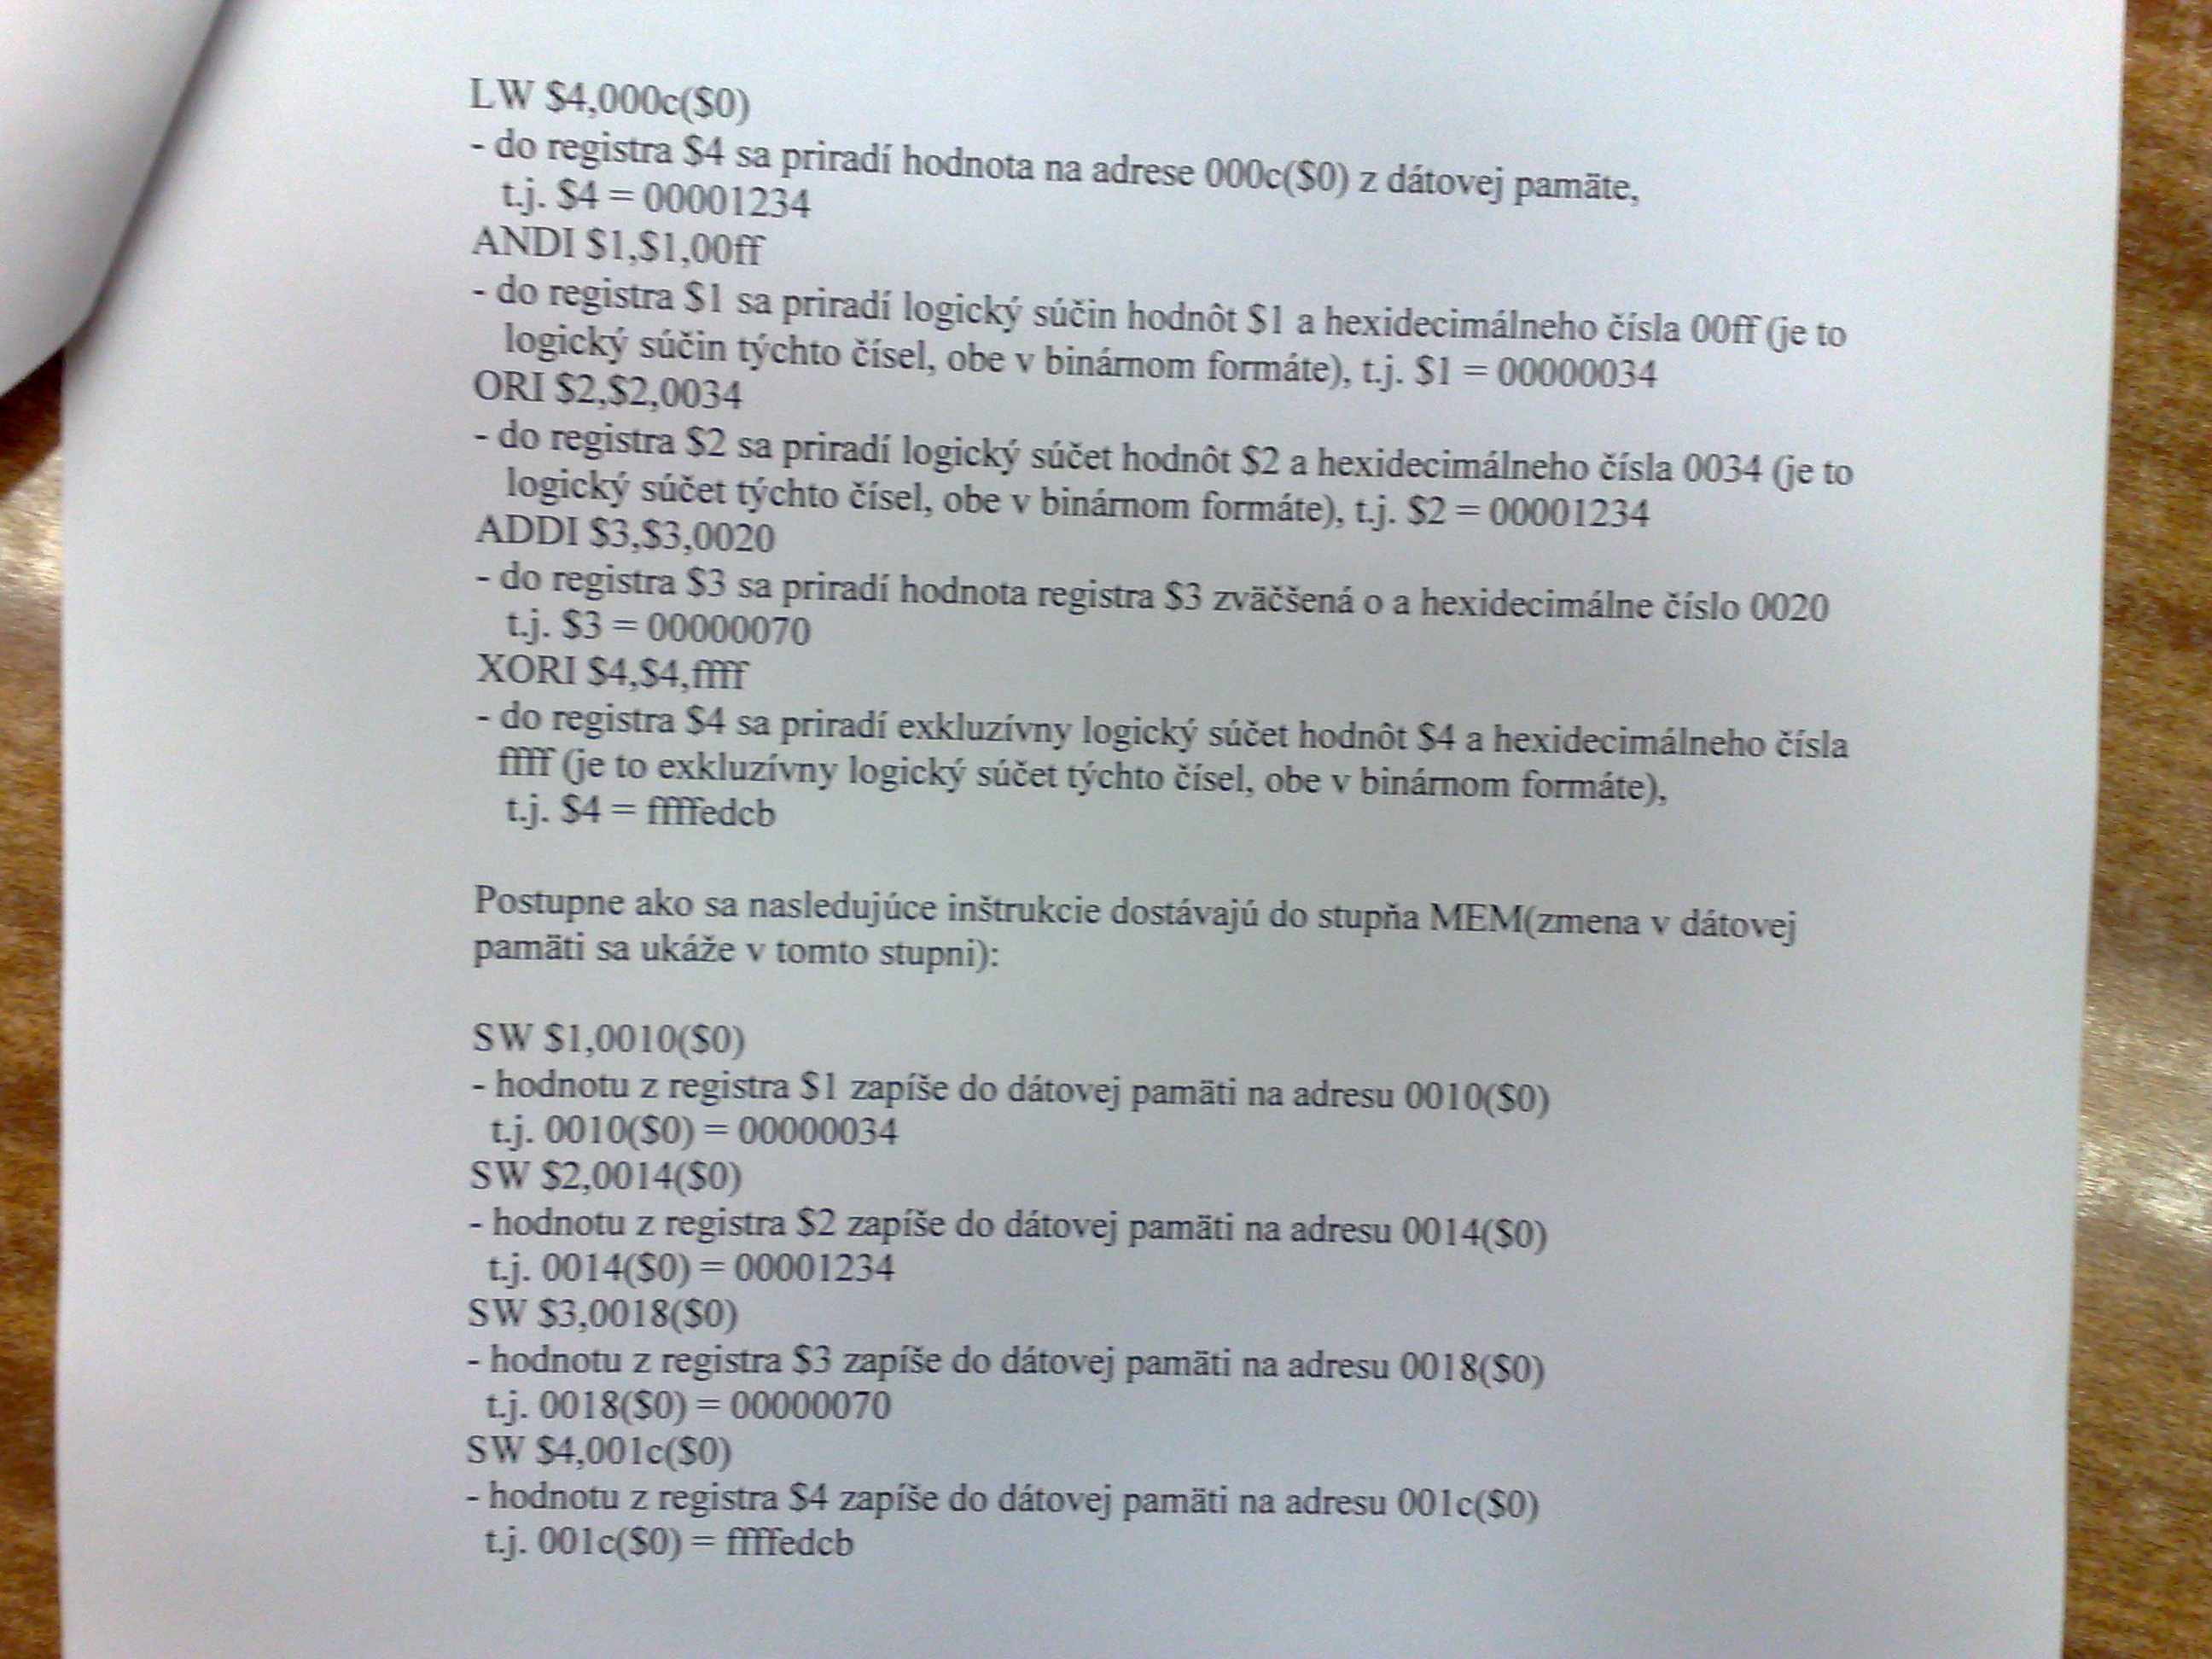 LW $4,000c($0)
- do registra $4 sa priradí hodnota na adrese 000c($0) z dátovej pamäte,
t.j. $4 = 00001234
ANDI $1,$1,00ff
- do registra $1 sa priradí logický súčin hodnôt $1 a hexidecimálneho čísla 00ff (je to
logický súčin týchto čísel, obe v binárnom formáte), t.j. $1 = 00000034
ORI $2,$2,0034
- do registra $2 sa priradí logický súčet hodnôt $2 a hexidecimálneho čísla 0034 (je to
logický súčet týchto čísel, obe v binárnom formáte), t.j. $2 = 00001234
ADDI $3,$3,0020
- do registra $3 sa priradí hodnota registra $3 zväčšená o a hexidecimálne číslo 0020
t.j. $3 = 00000070
XORI $4,$4,ffff
- do registra $4 sa priradí exkluzívny logický súčet hodnôt $4 a hexidecimálneho čísla
ffff (je to exkluzívny logický súčet týchto čísel, obe v binárnom formáte),
t.j. $4 = ffffedcb
Postupne ako sa nasledujúce inštrukcie dostávajú do stupňa MEM(zmena v dátovej
pamäti sa ukáže v tomto stupni):
SW $1,0010($0)
- hodnotu z registra $1 zapíše do dátovej pamäti na adresu 0010($0)
t.j. 0010($0) = 00000034
SW $2,0014($0)
- hodnotu z registra $2 zapíše do dátovej pamäti na adresu 0014($0)
t.j. 0014($0) = 00001234
SW $3,0018($0)
- hodnotu z registra $3 zapíše do dátovej pamäti na adresu 0018($0)
t.j. 0018($0) = 00000070
SW $4,001c($0)
- hodnotu z registra $4 zapíše do dátovej pamäti na adresu 001c($0)
t.j. 001c($0) = ffffedcb